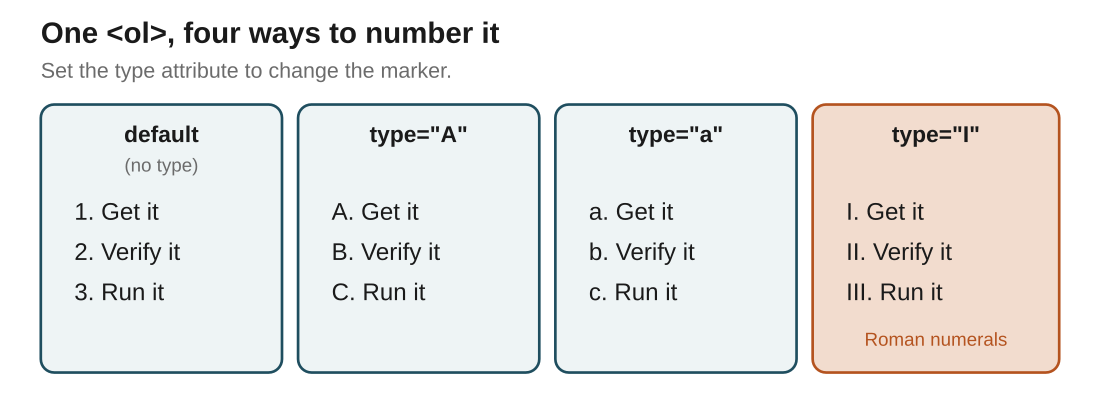 One <ol>, four ways to number it
Set the type attribute to change the marker.
default
(no type)
1. Get it
2. Verify it
3. Run it
type="A"
A. Get it
B. Verify it
C. Run it
type="a"
a. Get it
b. Verify it
c. Run it
type="I"
I. Get it
II. Verify it
III. Run it
Roman numerals